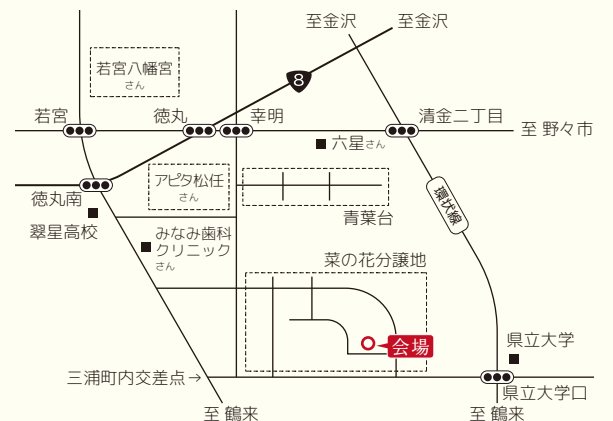 至金沢
至金沢
若宮八幡宮
さん
8
若宮
徳丸
幸明
清金二丁目
至 野々市
六星さん
アピタ松任
さん
徳丸南
翠星高校
青葉台
環状線
みなみ歯科
クリニック
さん
菜の花分譲地
会場
県立大学
三浦町内交差点→
県立大学口
至 鶴来
至 鶴来